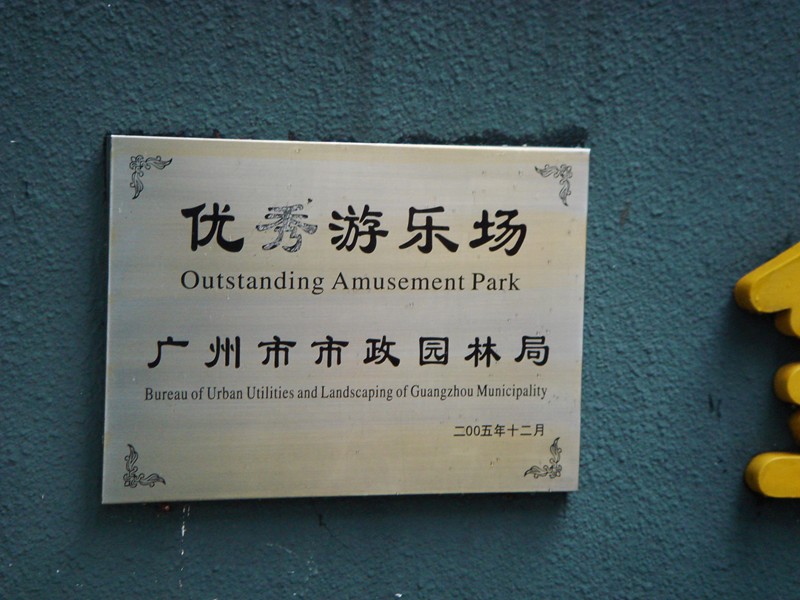 优秀游乐场
Outstanding Amusement Park
广州市市政园林局
Bureau of Urban Utilities and Landscaping of Guangzhou Municipality
二00五年十二月